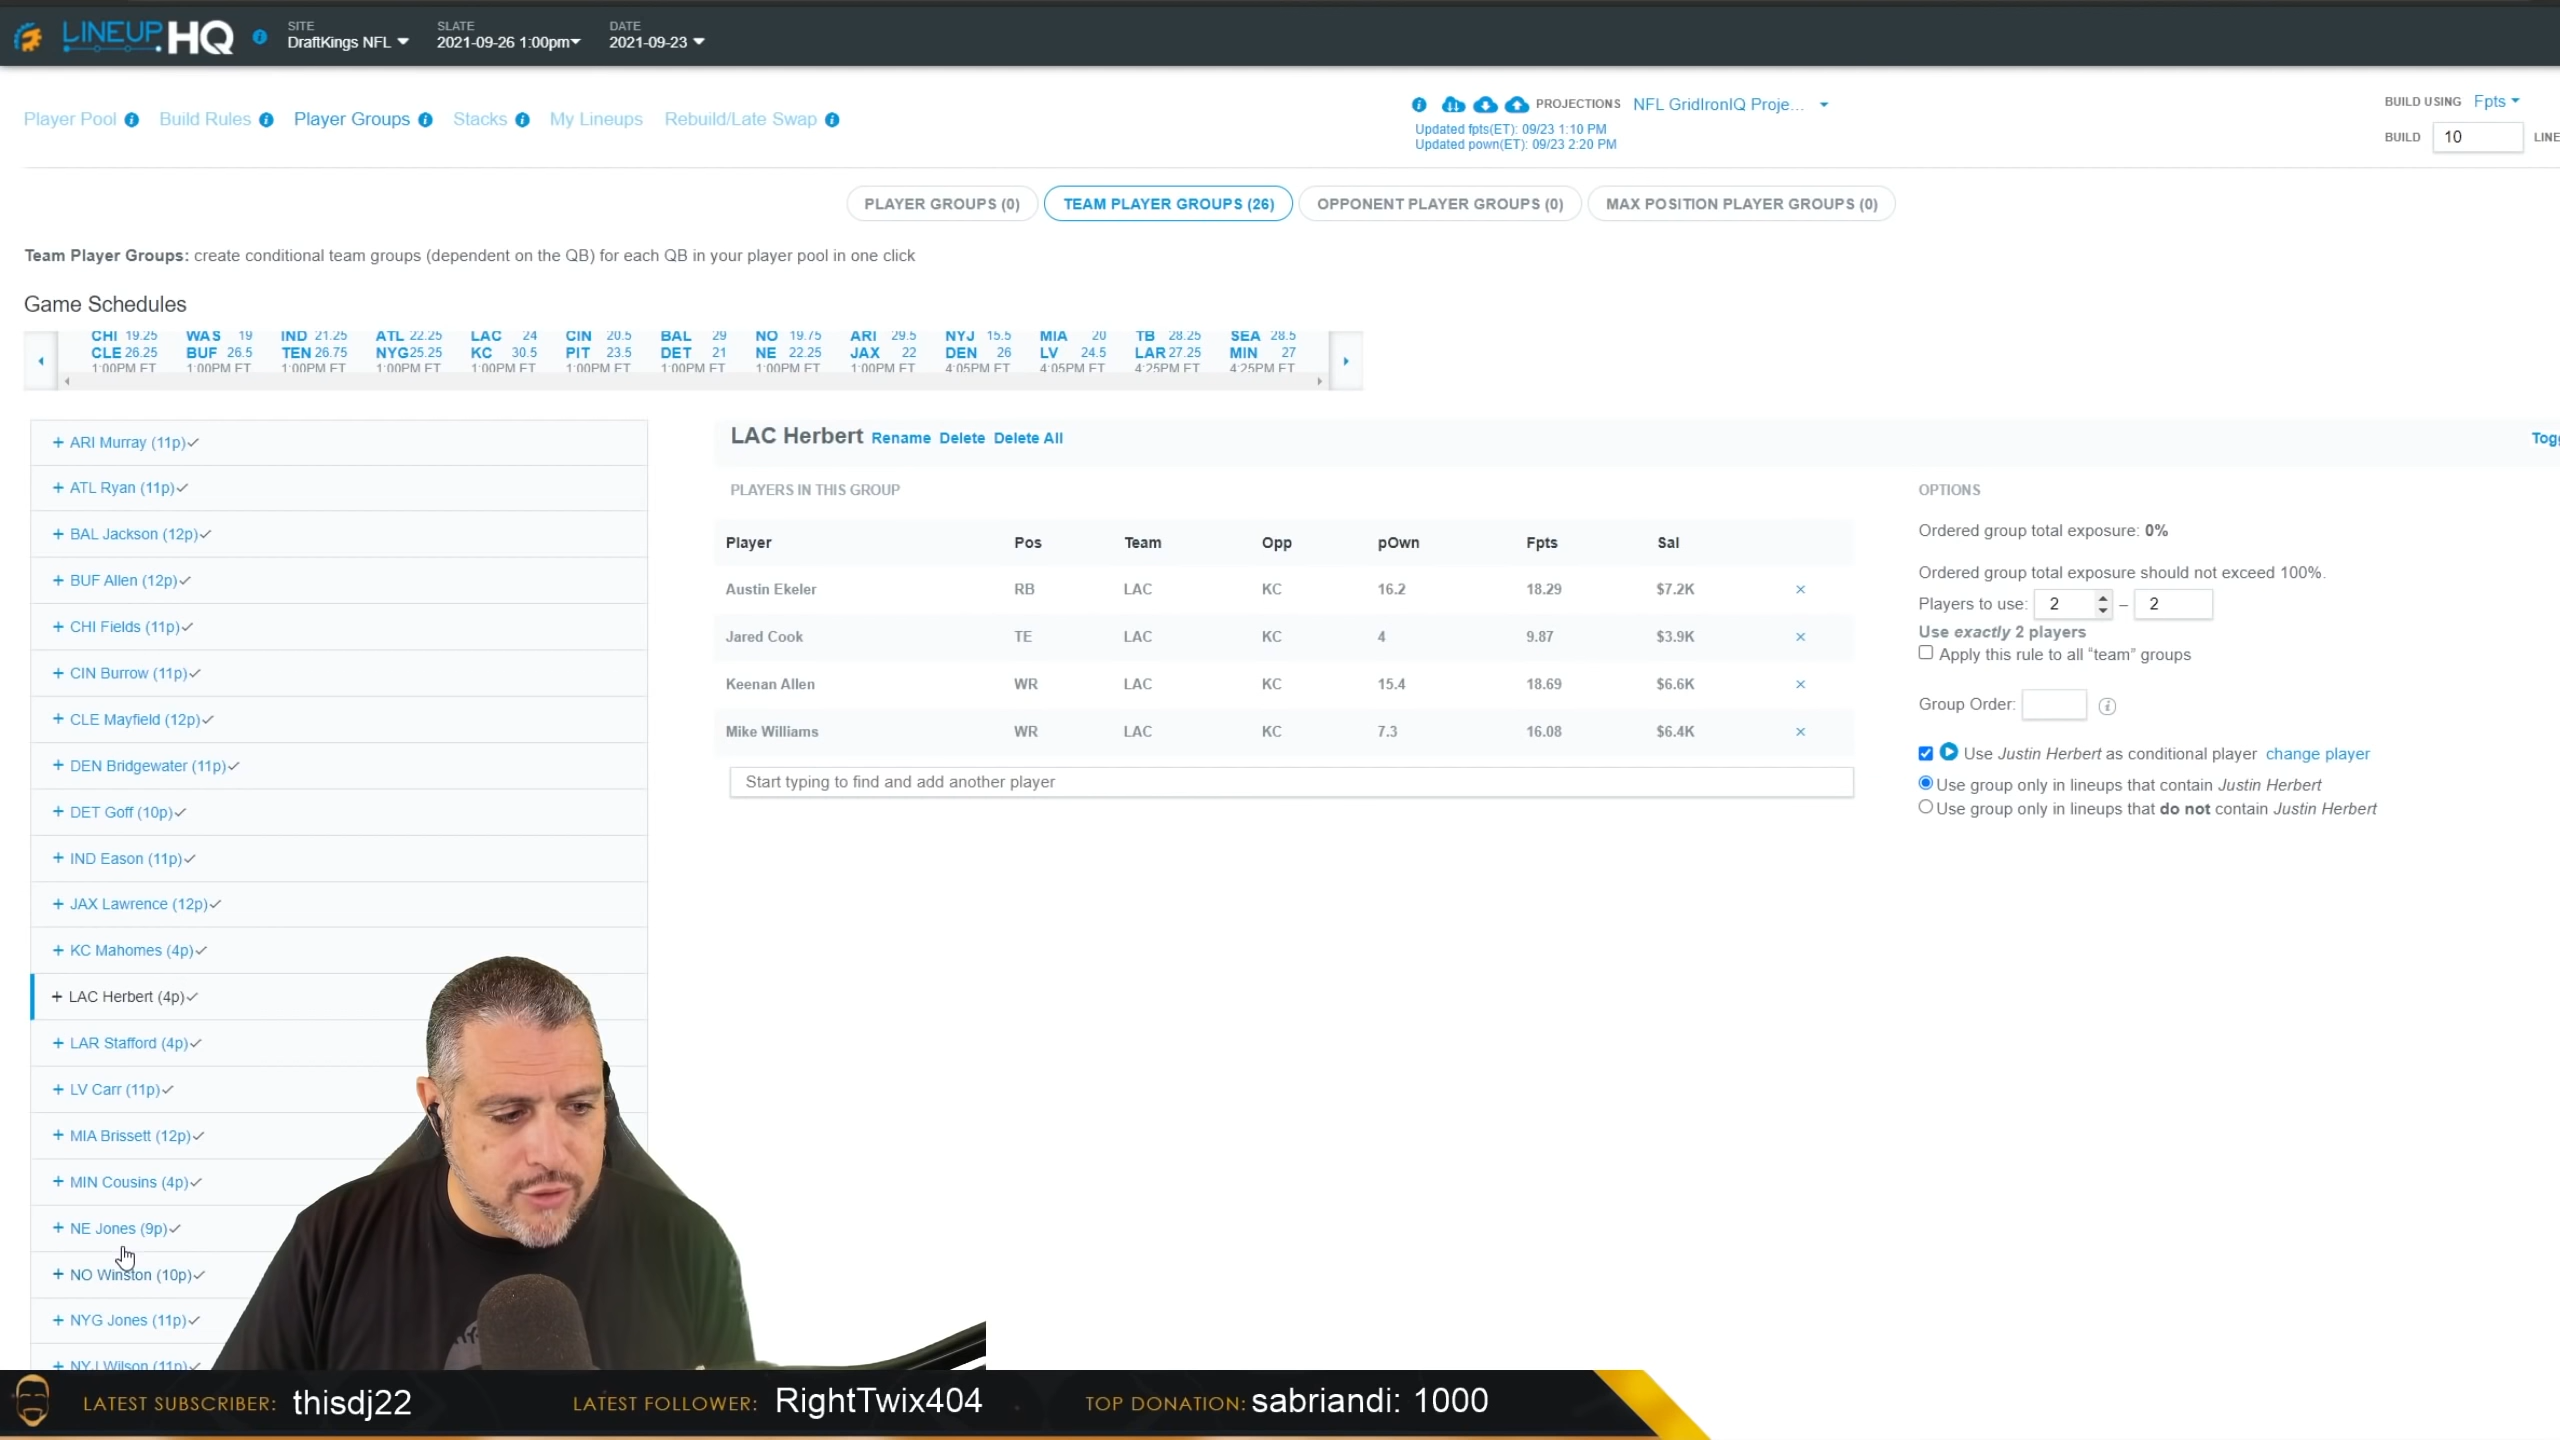 LINEUPHQ
SITE
DraftKings NFL
SLATE
2021-09-26 1:00pm
DATE
2021-09-23
Player Pool
Build Rules
Player Groups
Stacks
My Lineups
Rebuild/Late Swap
PROJECTIONS NFL GridIronIQ Proje...
Updated fpts(ET): 09/23 1:10 PM
Updated pown(ET): 09/23 2:20 PM
BUILD USING Fpts
BUILD 10 LINE
PLAYER GROUPS (0)
TEAM PLAYER GROUPS (26)
OPPONENT PLAYER GROUPS (0)
MAX POSITION PLAYER GROUPS (0)
Team Player Groups: create conditional team groups (dependent on the QB) for each QB in your player pool in one click
Game Schedules
CHI 19.25 WAS 19 IND 21.25 ATL 22.25 LAC 24 CIN 20.5 BAL 29 NO 19.75 ARI 29.5 NYJ 15.5 MIA 20 TB 28.25 SEA 28.5
CLE 26.25 BUF 26.5 TEN 26.75 NYG 25.25 KC 30.5 PIT 23.5 DET 21 NE 22.25 JAX 22 DEN 26 LV 24.5 LAR 27.25 MIN 27
1:00PM ET 1:00PM ET 1:00PM ET 1:00PM ET 1:00PM ET 1:00PM ET 1:00PM ET 1:00PM ET 1:00PM ET 4:05PM ET 4:05PM ET 4:25PM ET 4:25PM ET
+ ARI Murray (11p)✓
+ ATL Ryan (11p)✓
+ BAL Jackson (12p)✓
+ BUF Allen (12p)✓
+ CHI Fields (11p)✓
+ CIN Burrow (11p)✓
+ CLE Mayfield (12p)✓
+ DEN Bridgewater (11p)✓
+ DET Goff (10p)✓
+ IND Eason (11p)✓
+ JAX Lawrence (12p)✓
+ KC Mahomes (4p)✓
+ LAC Herbert (4p)✓
+ LAR Stafford (4p)✓
+ LV Carr (11p)✓
+ MIA Brissett (12p)✓
+ MIN Cousins (4p)✓
+ NE Jones (9p)✓
+ NO Winston (10p)✓
+ NYG Jones (11p)✓
+ NYJ Wilson (11p)✓
LAC Herbert Rename Delete Delete All
Togg
PLAYERS IN THIS GROUP
Player Pos Team Opp pOwn Fpts Sal
Austin Ekeler RB LAC KC 16.2 18.29 $7.2K ×
Jared Cook TE LAC KC 4 9.87 $3.9K ×
Keenan Allen WR LAC KC 15.4 18.69 $6.6K ×
Mike Williams WR LAC KC 7.3 16.08 $6.4K ×
Start typing to find and add another player
OPTIONS
Ordered group total exposure: 0%
Ordered group total exposure should not exceed 100%.
Players to use: 2 – 2
Use exactly 2 players
Apply this rule to all “team” groups
Group Order:
Use Justin Herbert as conditional player change player
Use group only in lineups that contain Justin Herbert
Use group only in lineups that do not contain Justin Herbert
LATEST SUBSCRIBER: thisdj22
LATEST FOLLOWER: RightTwix404
TOP DONATION: sabriandi: 1000